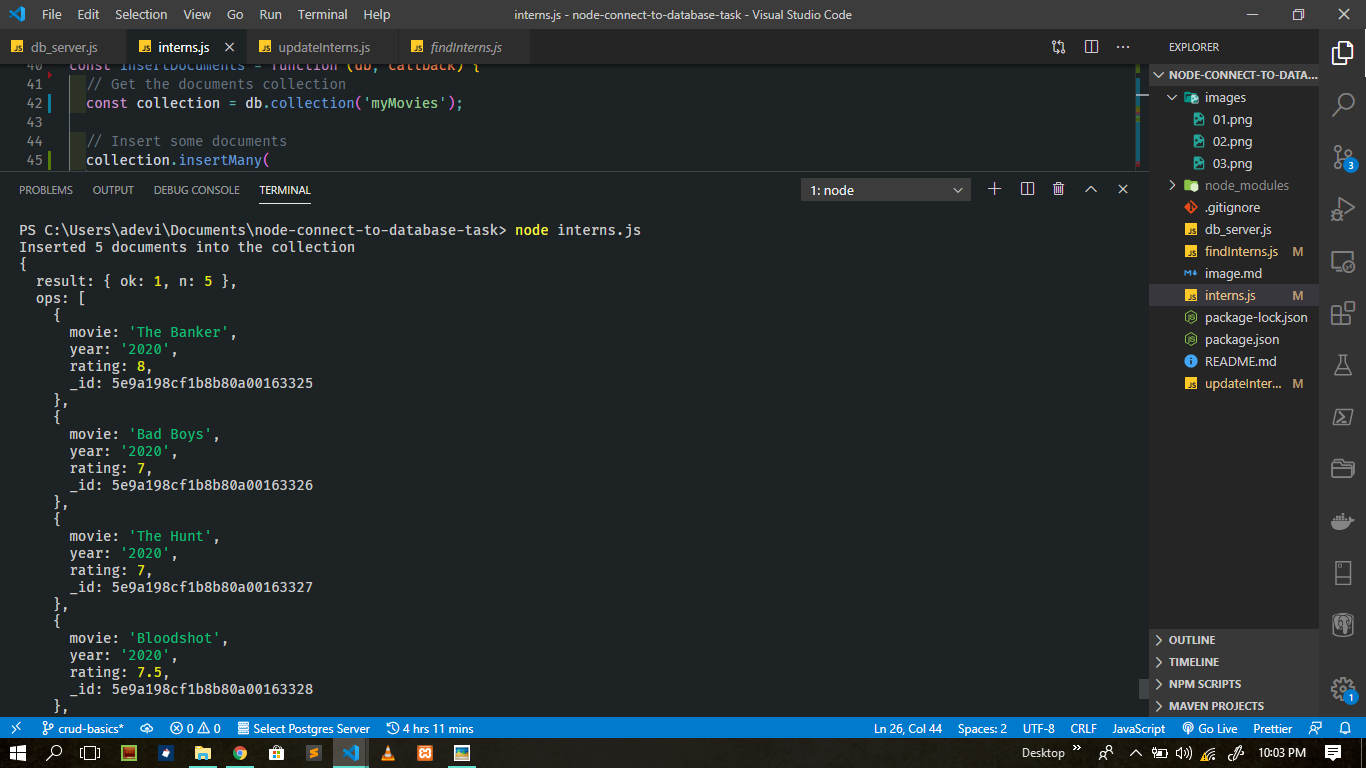 File Edit Selection View Go Run Terminal Help interns.js - node-connect-to-database-task - Visual Studio Code
db_server.js interns.js updateInterns.js findInterns.js
40 const insertDocuments = function (db, callback) {
41 // Get the documents collection
42 const collection = db.collection('myMovies');
43
44 // Insert some documents
45 collection.insertMany(
PROBLEMS OUTPUT DEBUG CONSOLE TERMINAL 1: node
PS C:\Users\adevi\Documents\node-connect-to-database-task> node interns.js
Inserted 5 documents into the collection
{
result: { ok: 1, n: 5 },
ops: [
{
movie: 'The Banker',
year: '2020',
rating: 8,
_id: 5e9a198cf1b8b80a00163325
},
{
movie: 'Bad Boys',
year: '2020',
rating: 7,
_id: 5e9a198cf1b8b80a00163326
},
{
movie: 'The Hunt',
year: '2020',
rating: 7,
_id: 5e9a198cf1b8b80a00163327
},
{
movie: 'Bloodshot',
year: '2020',
rating: 7.5,
_id: 5e9a198cf1b8b80a00163328
},
EXPLORER
NODE-CONNECT-TO-DATA...
images
01.png
02.png
03.png
node_modules
.gitignore
db_server.js
findInterns.js M
image.md
interns.js M
package-lock.json
package.json
README.md
updateInter... M
OUTLINE
TIMELINE
NPM SCRIPTS
MAVEN PROJECTS
3
1
crud-basics* 0 0 Select Postgres Server 4 hrs 11 mins Ln 26, Col 44 Spaces: 2 UTF-8 CRLF JavaScript Go Live Prettier
Desktop 10:03 PM